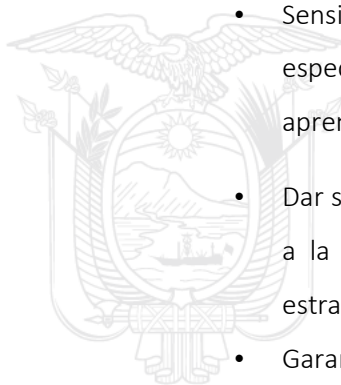 • Sensi
espec
apren
• Dar s
a la
estra
• Garan